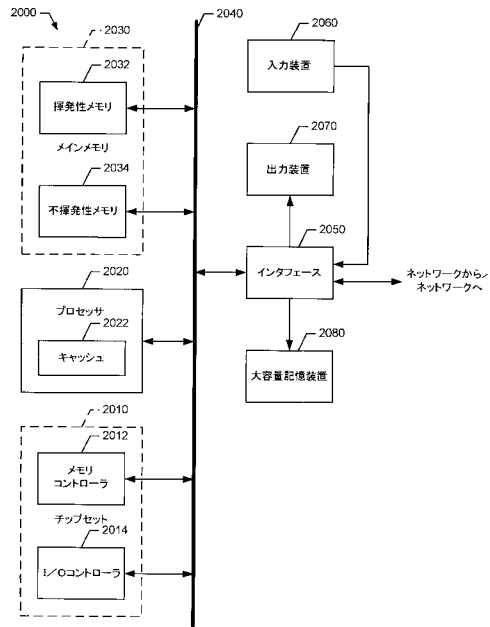 2000
2030
2032
揮発性メモリ
メインメモリ
2034
不揮発性メモリ
2020
プロセッサ
2022
キャッシュ
2010
2012
メモリ
コントローラ
チップセット
2014
I/Oコントローラ
2040
2060
入力装置
2070
出力装置
2050
インタフェース
ネットワークから/
ネットワークへ
2080
大容量記憶装置